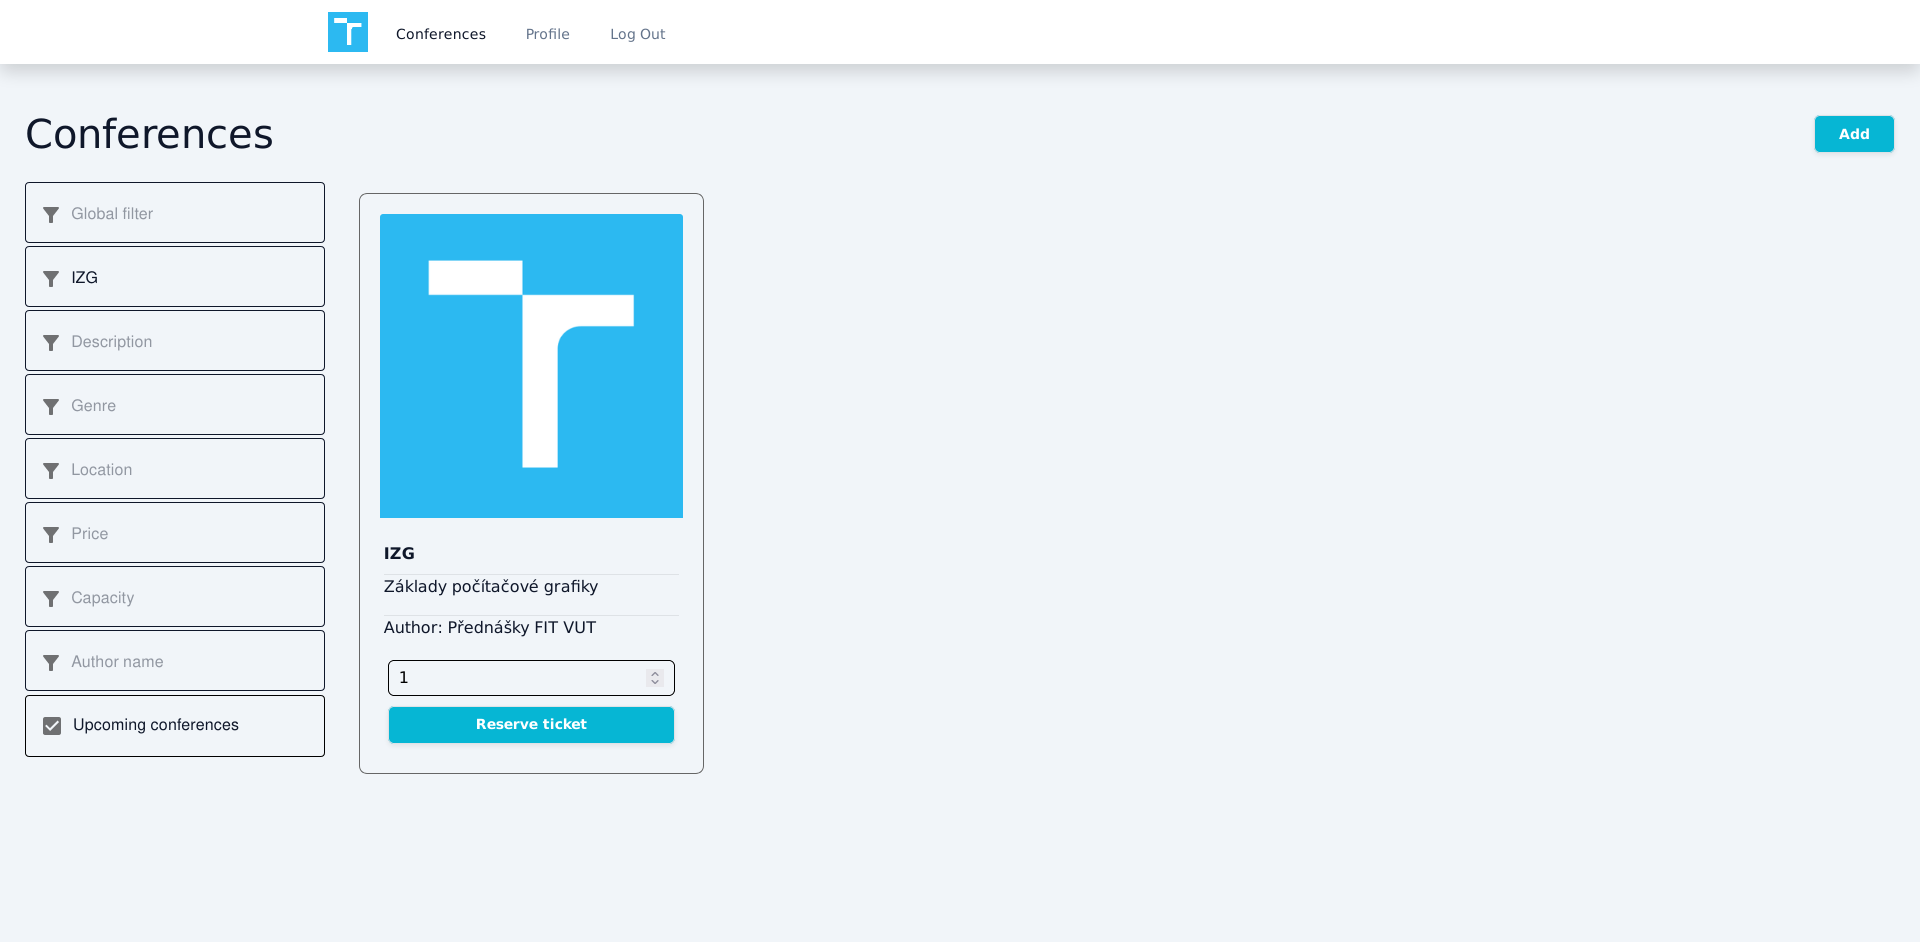 Conferences
Profile
Log Out
Conferences
Add
Global filter
IZG
Description
Genre
Location
Price
Capacity
Author name
Upcoming conferences
IZG
Základy počítačové grafiky
Author: Přednášky FIT VUT
1
Reserve ticket